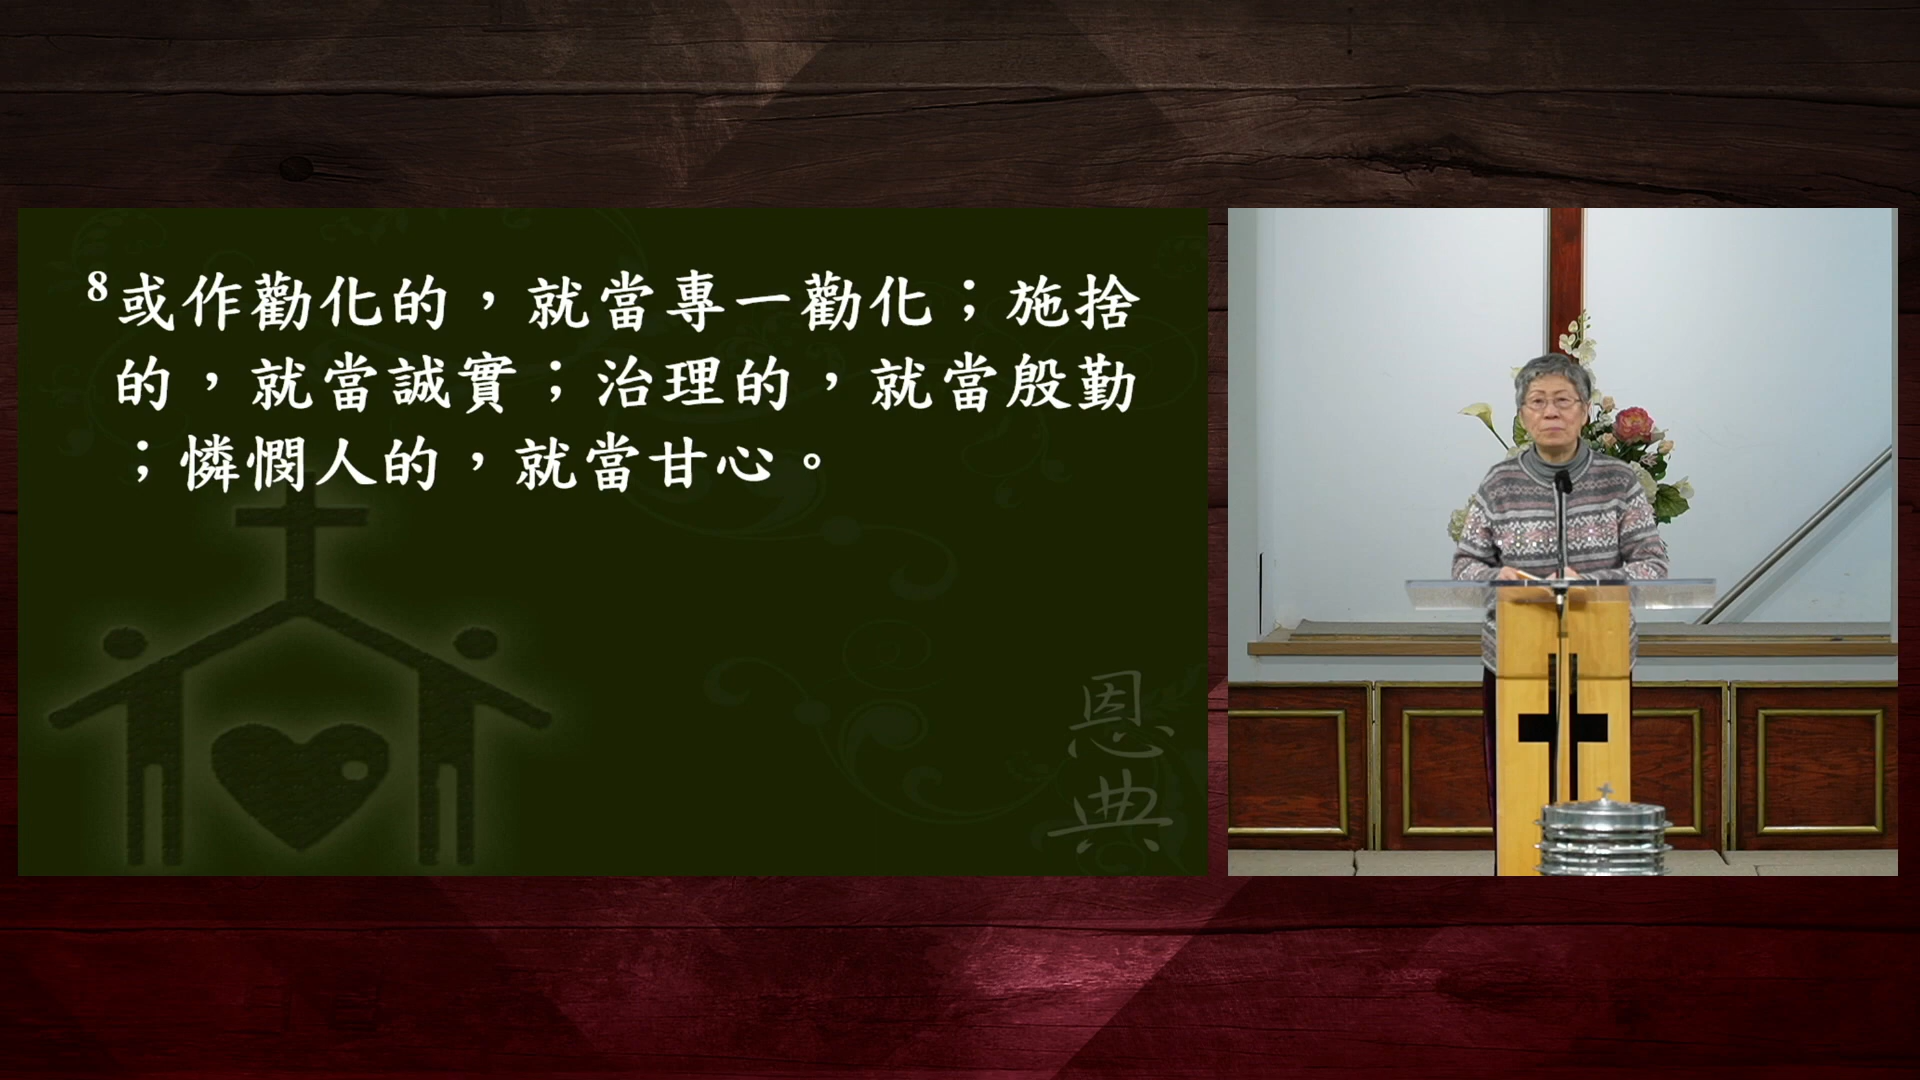 8或作勸化的，就當專一勸化；施捨
的，就當誠實；治理的，就當殷勤
；憐憫人的，就當甘心。
恩典